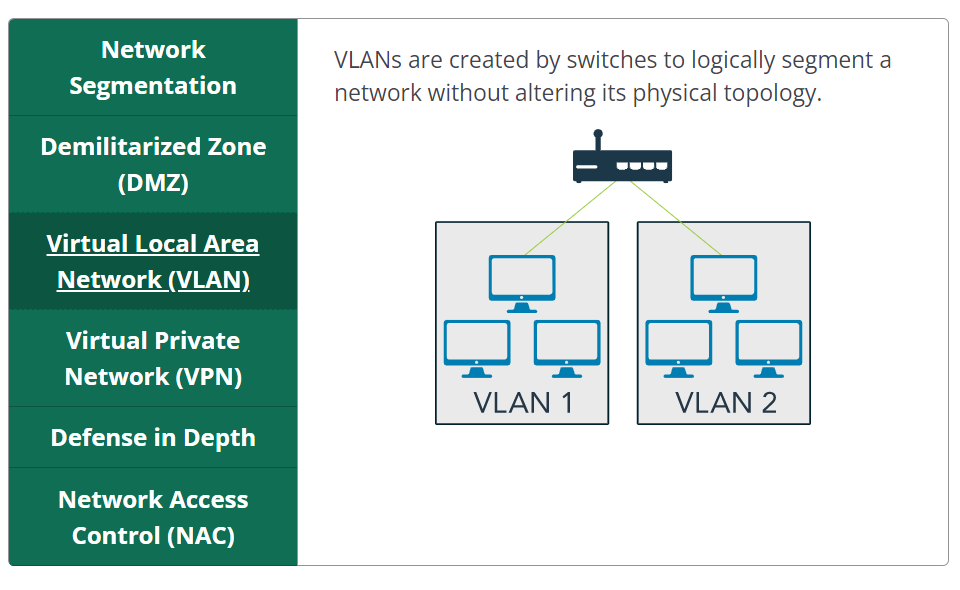 Network
Segmentation
Demilitarized Zone
(DMZ)
Virtual Local Area
Network (VLAN)
Virtual Private
Network (VPN)
Defense in Depth
Network Access
Control (NAC)
VLANs are created by switches to logically segment a
network without altering its physical topology.
VLAN 1
VLAN 2